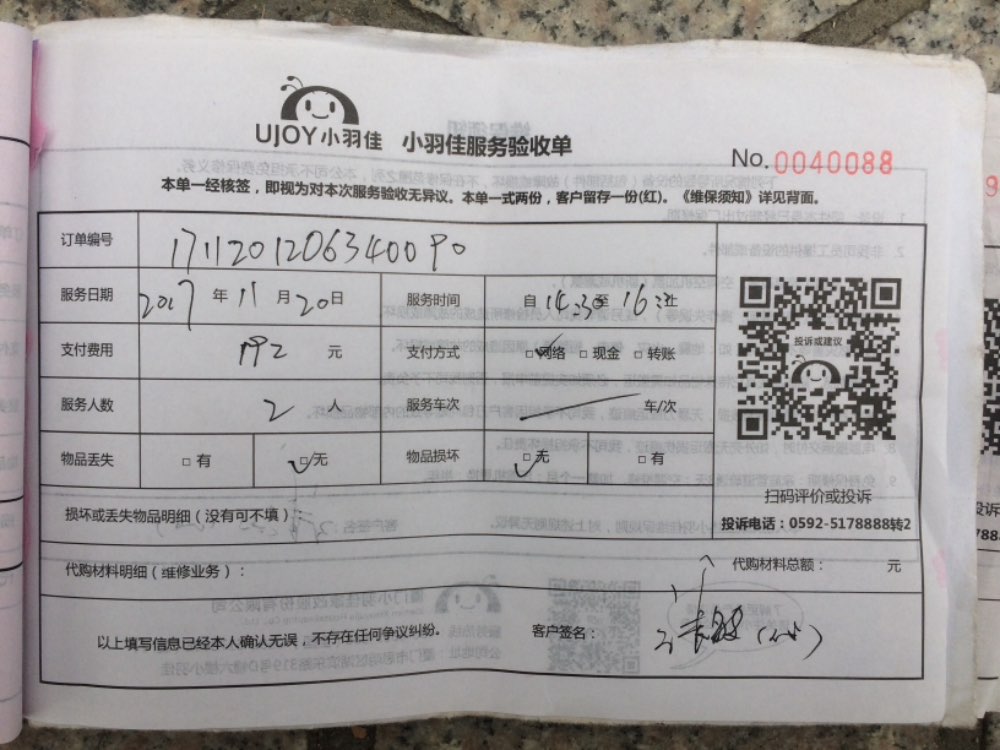 UJOY小羽佳 小羽佳服务验收单
No.0040088
本单一经核签，即视为对本次服务验收无异议。本单一式两份，客户留存一份(红)。《维保须知》详见背面。
订单编号 1711201206340090
服务日期 2017 年 11 月 20 日 服务时间 自 14:30 至 16:
支付费用 192 元 支付方式 □网络 □现金 □转账
服务人数 2 人 服务车次 车/次
物品丢失 □ 有 □无 物品损坏 □无 □ 有
投诉或建议
扫码评价或投诉
投诉电话：0592-5178888转2
损坏或丢失物品明细（没有可不填）：
代购材料明细（维修业务）： 代购材料总额： 元
以上填写信息已经本人确认无误，不存在任何争议纠纷。 客户签名：